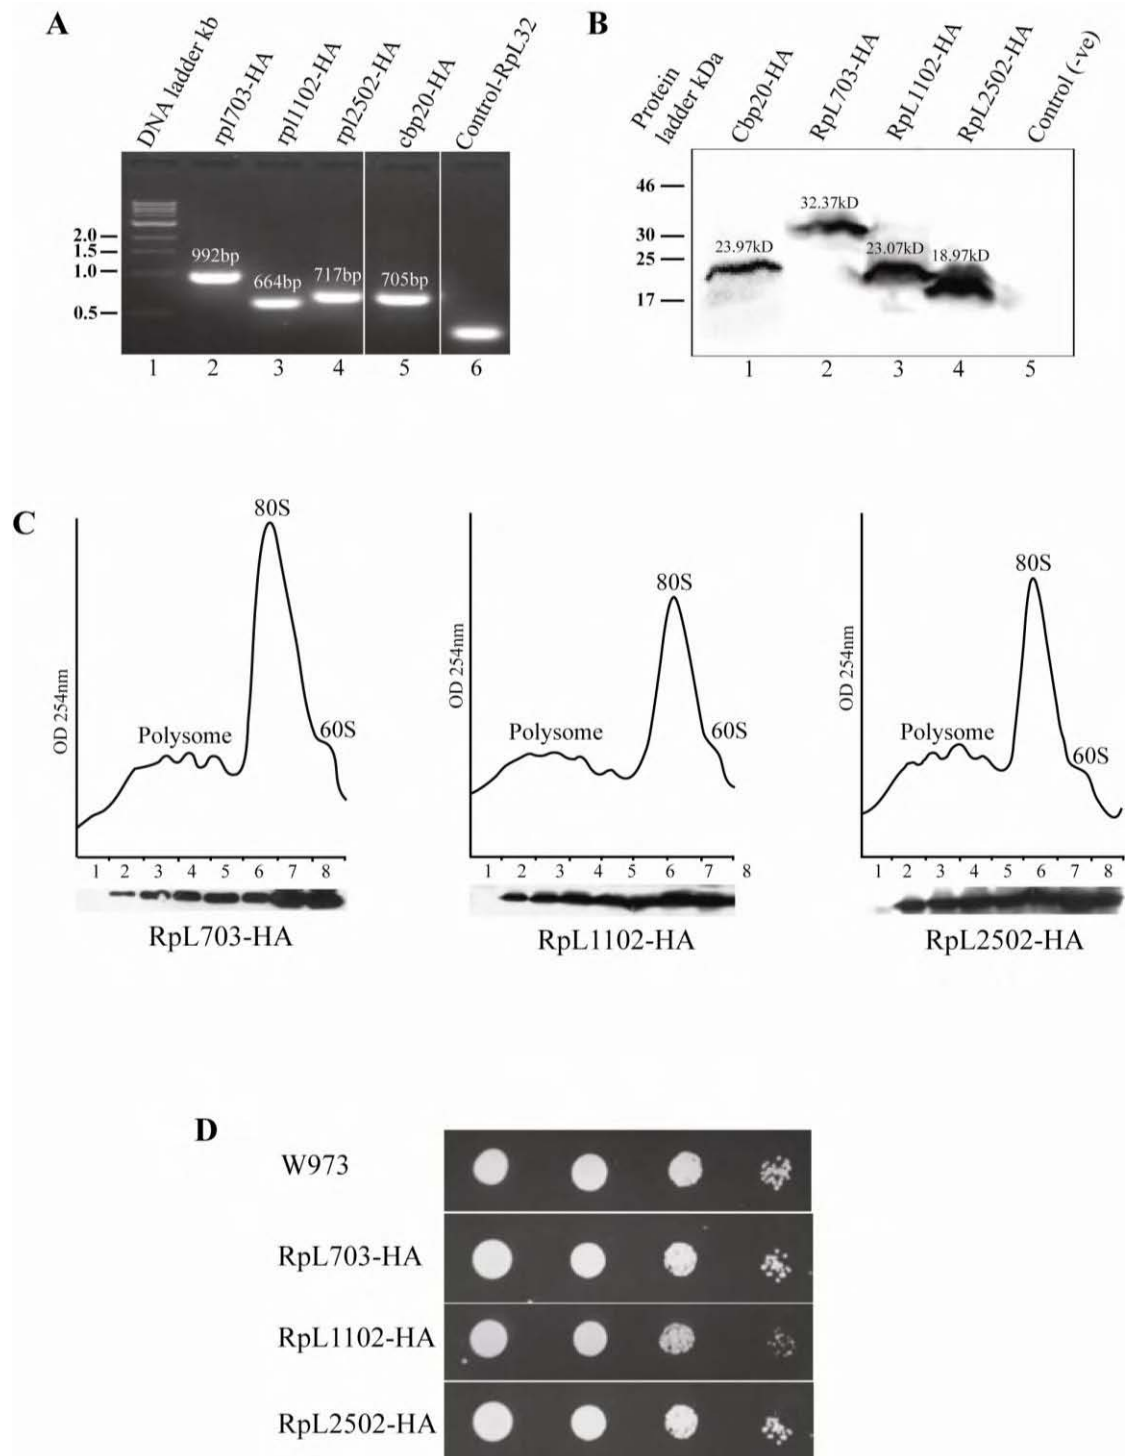 A
DNA ladder kb
rpl703-HA
rpl1102-HA
rpl2502-HA
cbp20-HA
Control-RpL32
2.0
1.5
1.0
0.5
992bp
664bp
717bp
705bp
1 2 3 4 5 6
B
Protein
ladder kDa
Cbp20-HA
RpL703-HA
RpL1102-HA
RpL2502-HA
Control (-ve)
46
30
25
17
23.97kD
32.37kD
23.07kD
18.97kD
1 2 3 4 5
C
OD 254nm
Polysome
80S
60S
1 2 3 4 5 6 7 8
RpL703-HA
OD 254nm
Polysome
80S
60S
1 2 3 4 5 6 7 8
RpL1102-HA
OD 254nm
Polysome
80S
60S
1 2 3 4 5 6 7 8
RpL2502-HA
D
W973
RpL703-HA
RpL1102-HA
RpL2502-HA